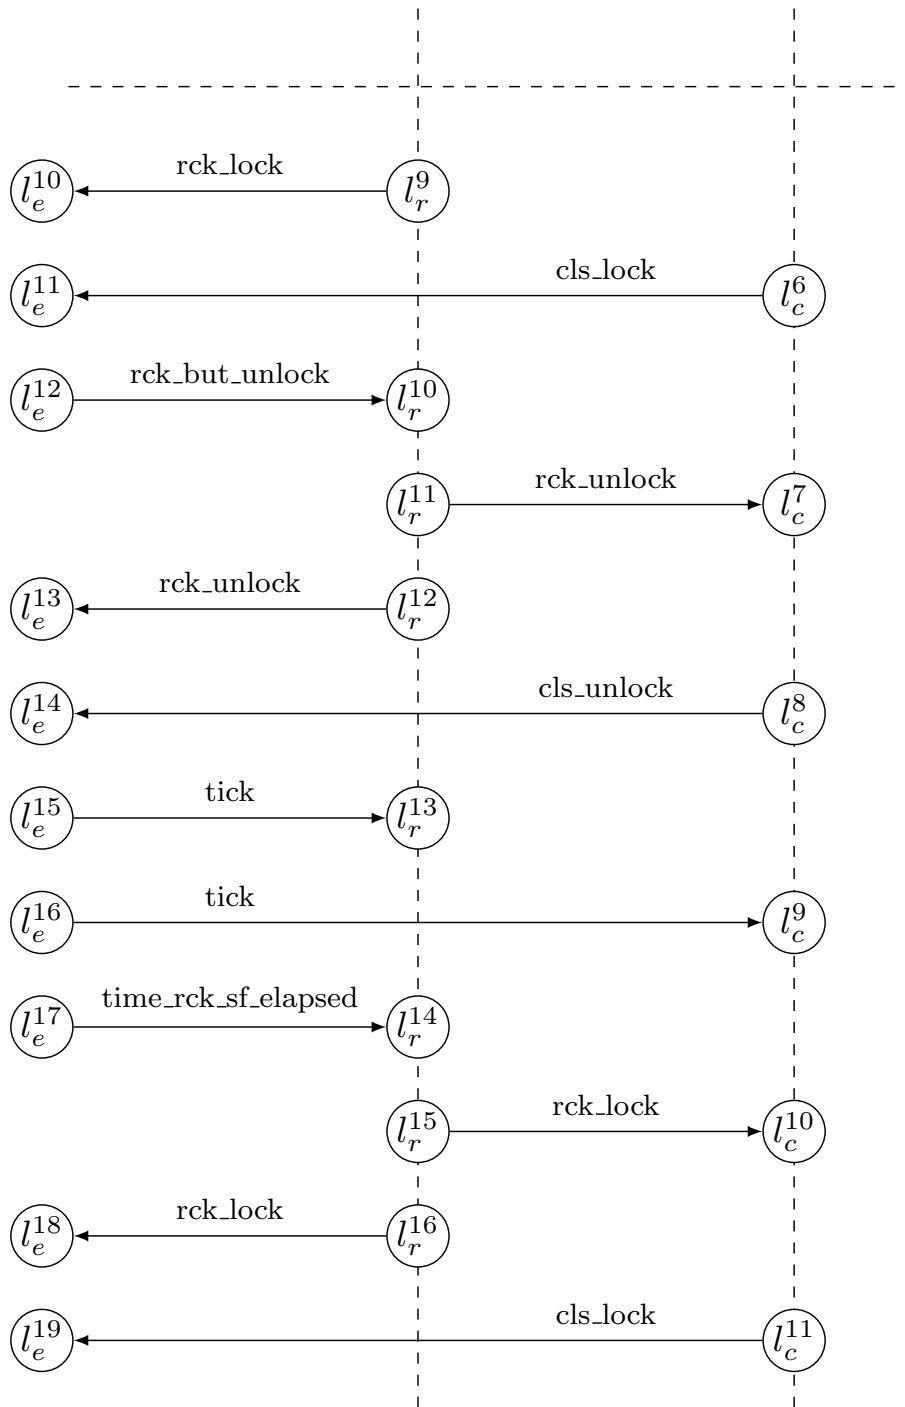 rck_lock
l_e^10 l_r^9
cls_lock
l_e^11 l_c^6
rck_but_unlock
l_e^12 l_r^10
rck_unlock
l_r^11 l_c^7
rck_unlock
l_e^13 l_r^12
cls_unlock
l_e^14 l_c^8
tick
l_e^15 l_r^13
tick
l_e^16 l_c^9
time_rck_sf_elapsed
l_e^17 l_r^14
rck_lock
l_r^15 l_c^10
rck_lock
l_e^18 l_r^16
cls_lock
l_e^19 l_c^11